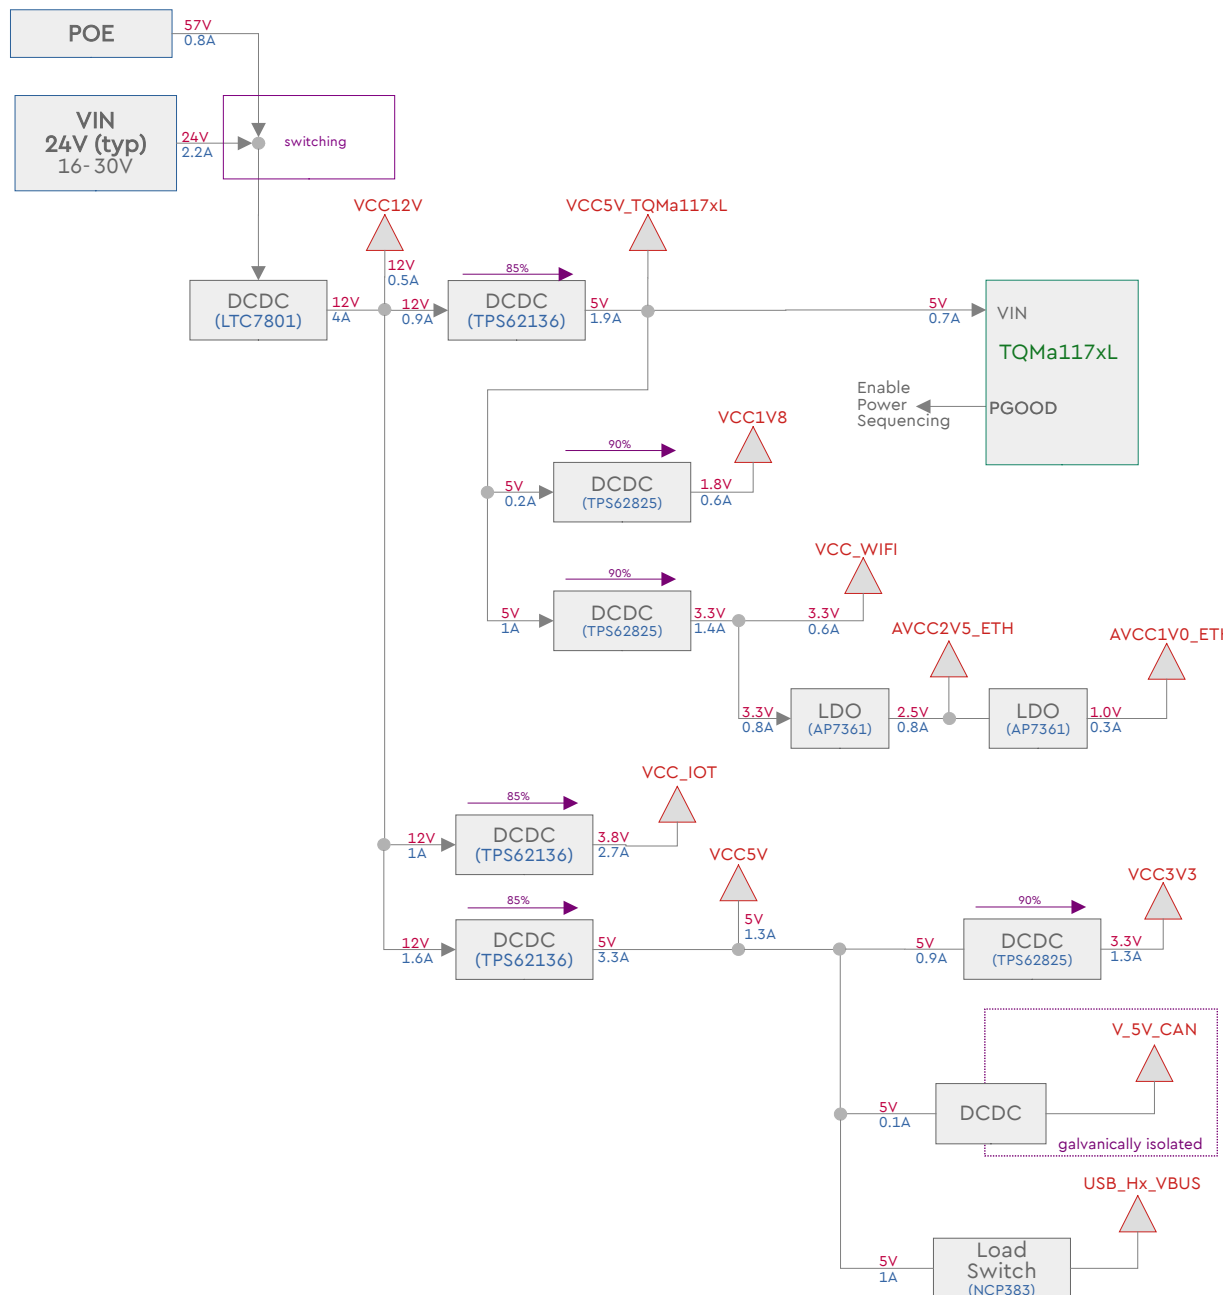 POE
57V
0.8A
VIN
24V (typ)
16-30V
24V
2.2A
switching
VCC12V
12V
0.5A
VCC5V_TQMa117xL
85%
DCDC
(LTC7801)
12V
4A
12V
0.9A
DCDC
(TPS62136)
5V
1.9A
5V
0.7A
VIN
TQMa117xL
Enable
Power
Sequencing
PGOOD
VCC1V8
90%
5V
0.2A
DCDC
(TPS62825)
1.8V
0.6A
VCC_WIFI
90%
5V
1A
DCDC
(TPS62825)
3.3V
1.4A
3.3V
0.6A
AVCC2V5_ETH
AVCC1V0_ETI
3.3V
0.8A
LDO
(AP7361)
2.5V
0.8A
LDO
(AP7361)
1.0V
0.3A
VCC_IOT
85%
12V
1A
DCDC
(TPS62136)
3.8V
2.7A
VCC5V
5V
1.3A
85%
12V
1.6A
DCDC
(TPS62136)
5V
3.3A
VCC3V3
90%
5V
0.9A
DCDC
(TPS62825)
3.3V
1.3A
V_5V_CAN
5V
0.1A
DCDC
galvanically isolated
USB_Hx_VBUS
5V
1A
Load
Switch
(NCP383)